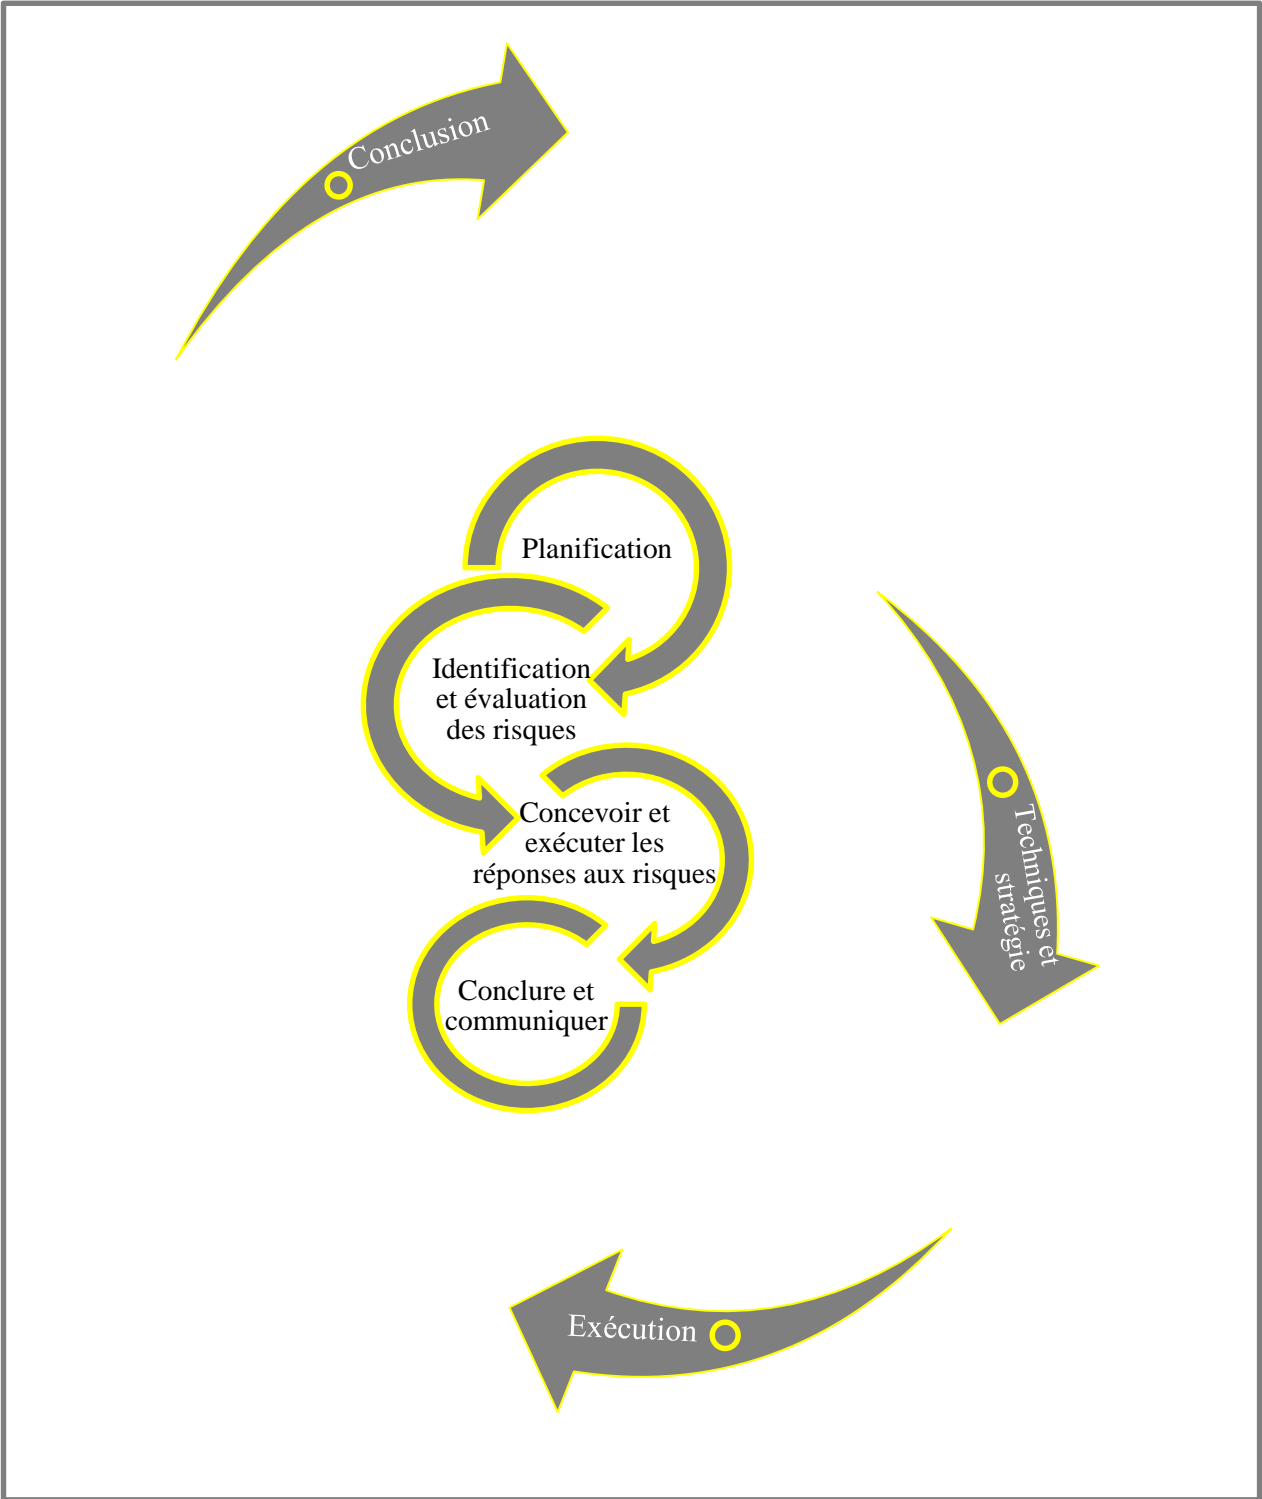 Conclusion
Planification
Identification
et évaluation
des risques
Concevoir et
exécuter les
réponses aux risques
Techniques et
stratégie
Conclure et
communiquer
Exécution